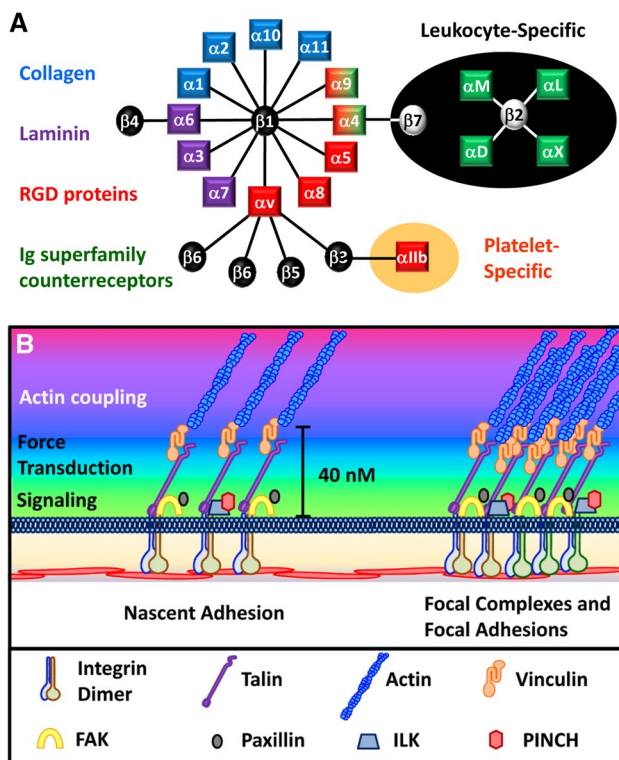 A
α10
Leukocyte-Specific
α2
α11
Collagen
α1
α9
αM
αL
β4
α6
β1
α4
β7
β2
Laminin
α3
α5
αD
αX
RGD proteins
α7
αv
α8
Ig superfamily
counterreceptors
β6
β6
β5
β3
αIIb
Platelet-
Specific
B
Actin coupling
Force
Transduction
40 nM
Signaling
Nascent Adhesion
Focal Complexes and
Focal Adhesions
Integrin
Dimer
Talin
Actin
Vinculin
FAK
Paxillin
ILK
PINCH